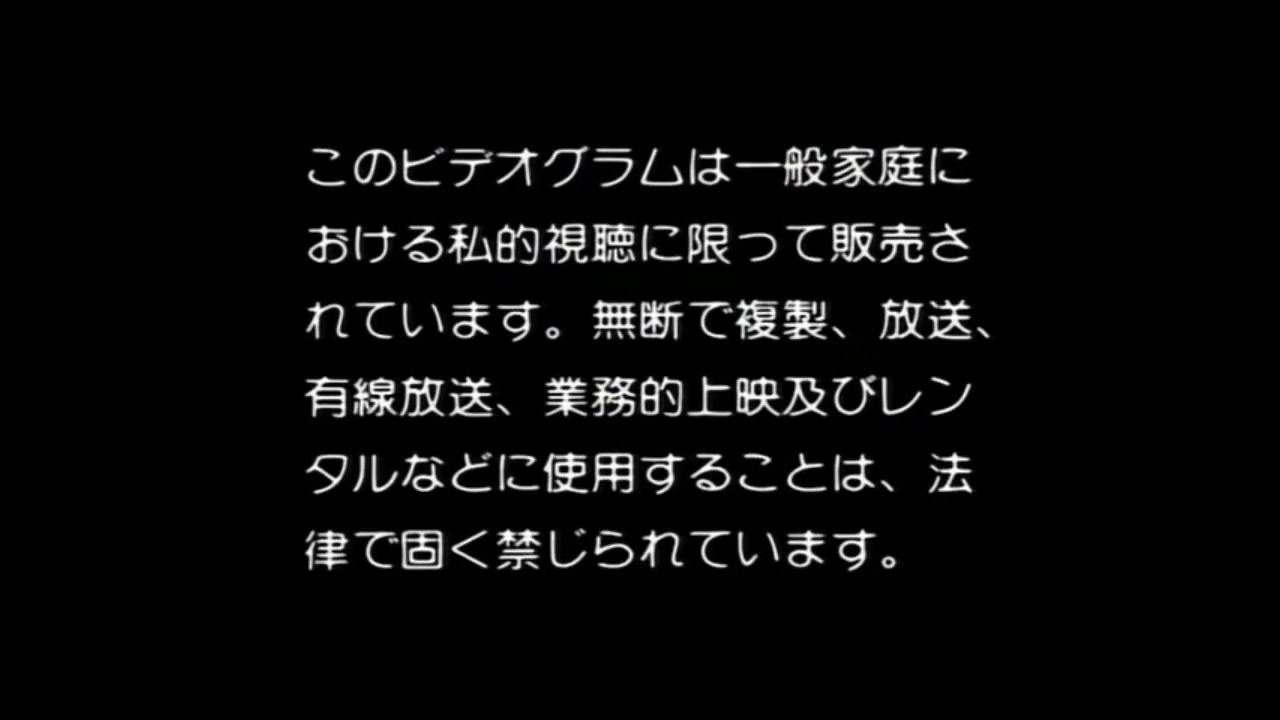 このビデオグラムは一般家庭に
おける私的視聴に限って販売さ
れています。無断で複製、放送、
有線放送、業務的上映及びレン
タルなどに使用することは、法
律で固く禁じられています。